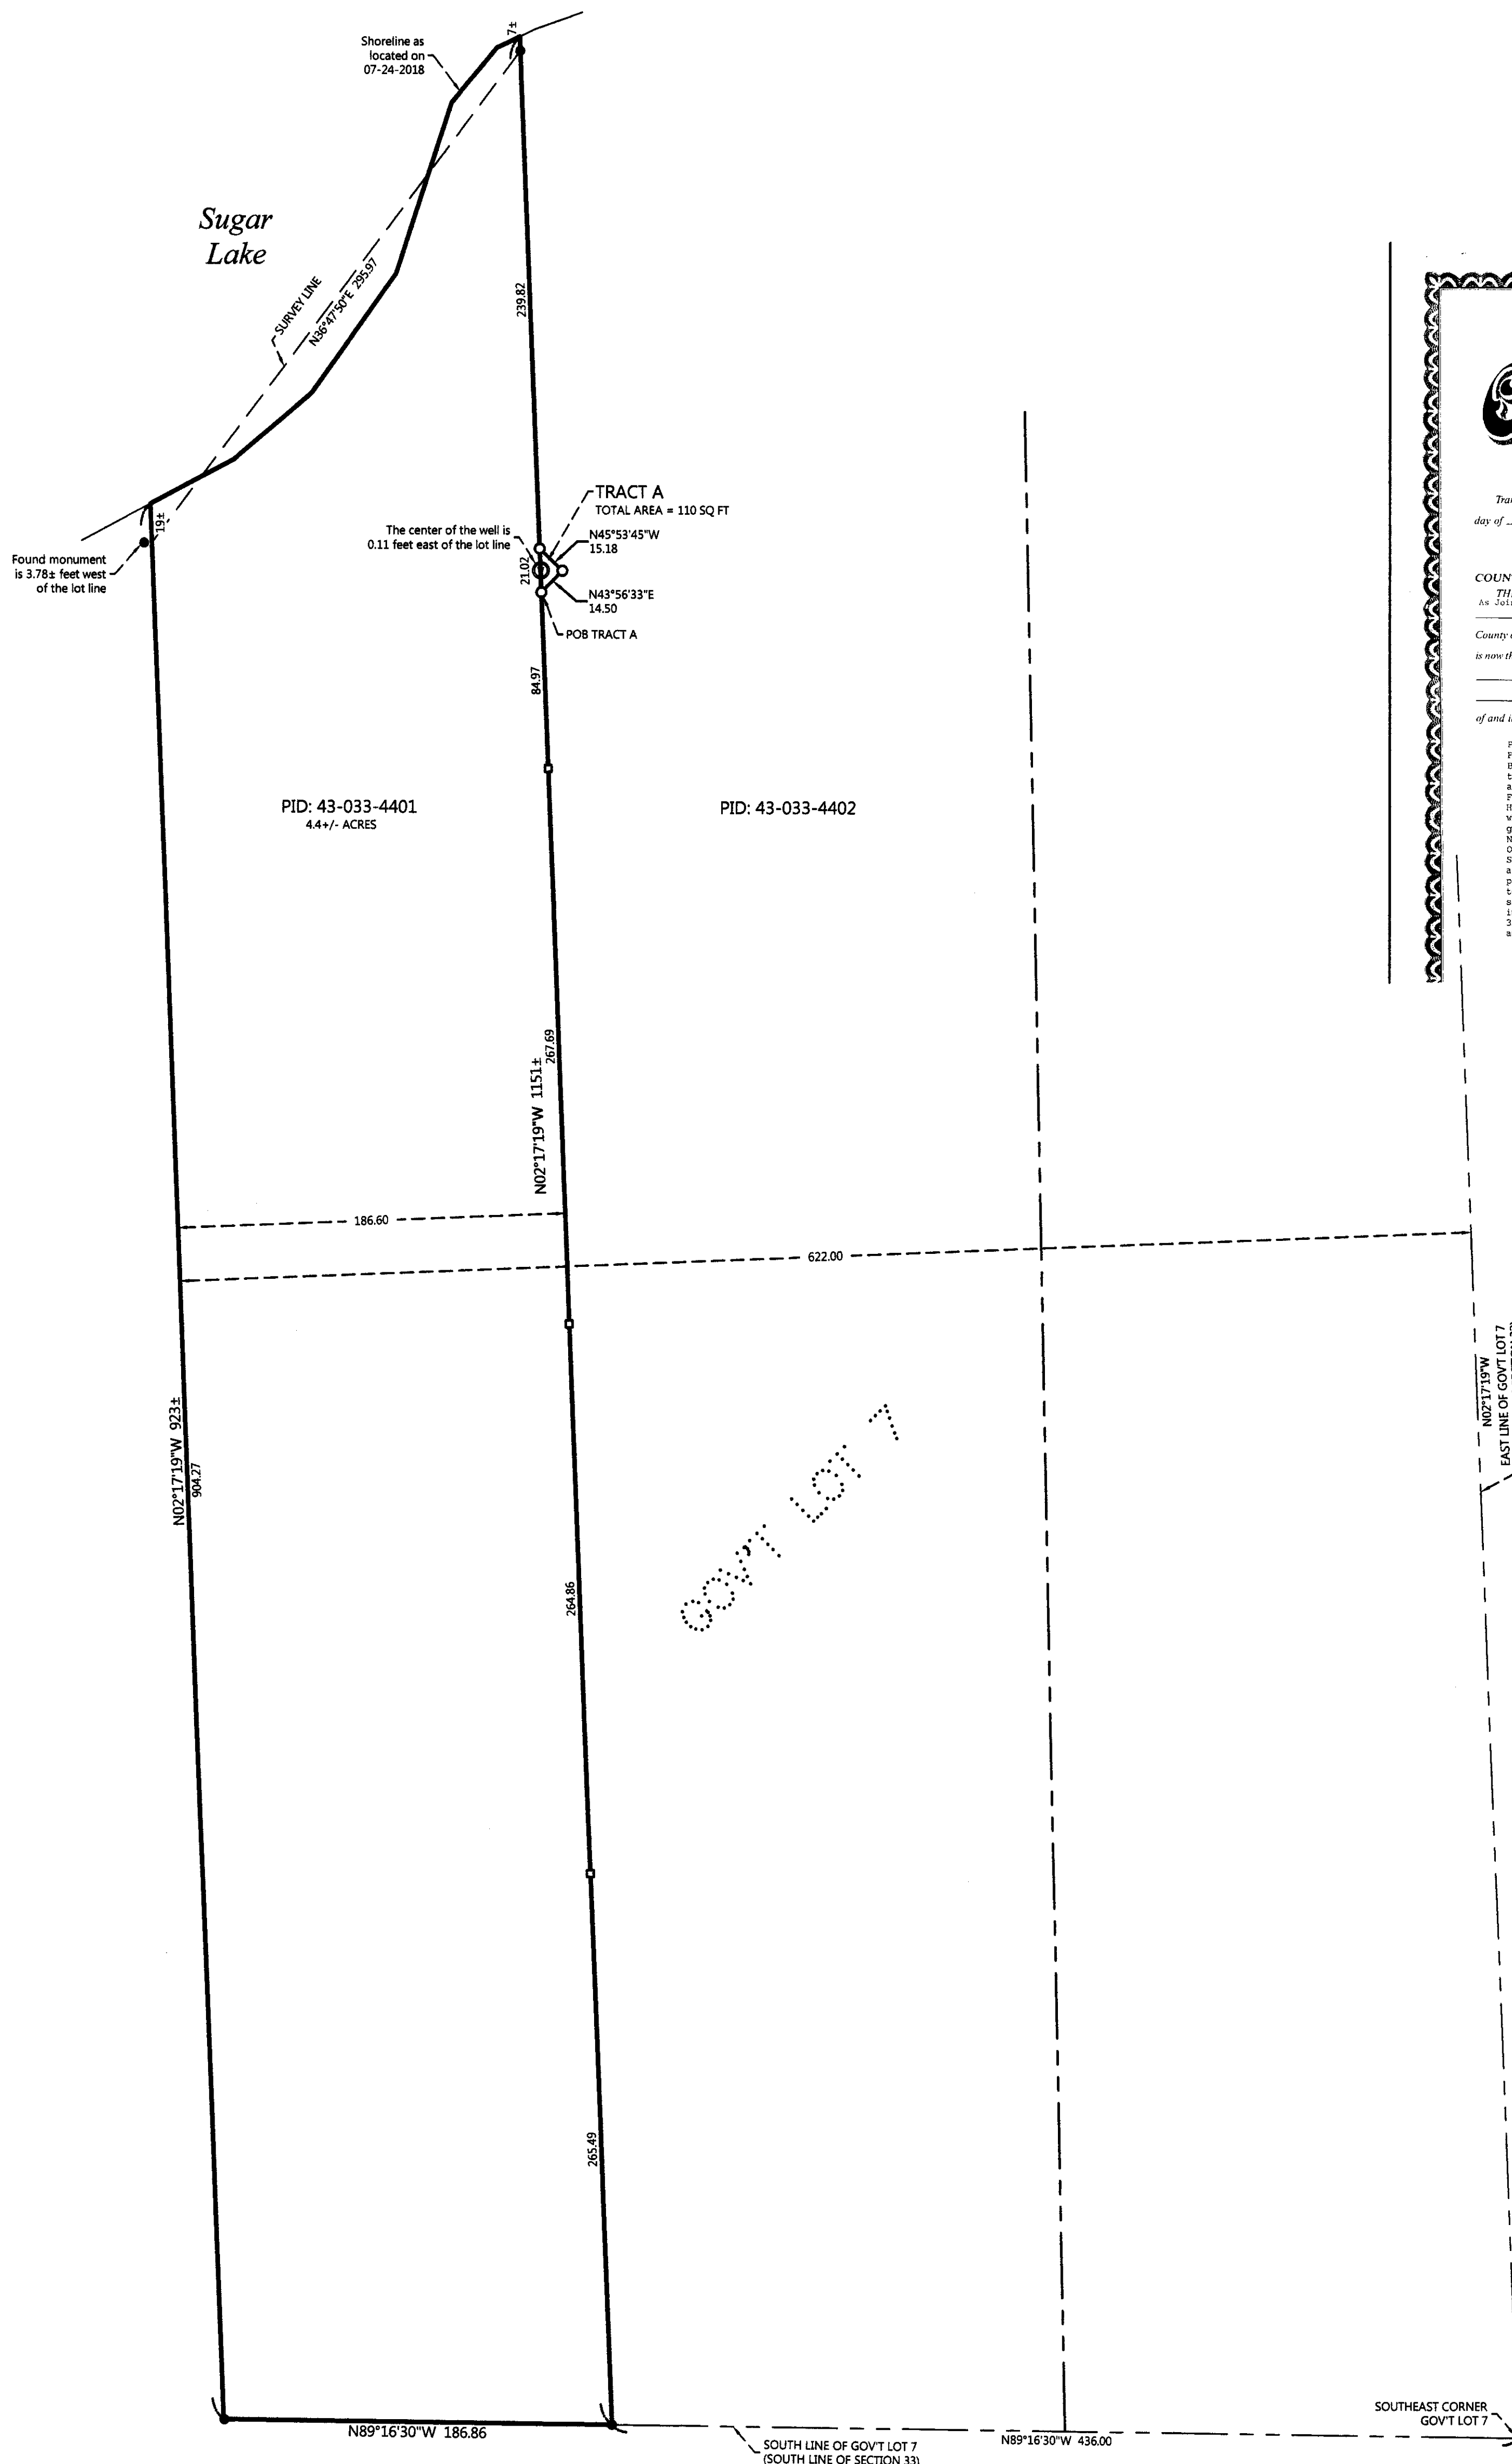 Shoreline as
located on
07-24-2018
7±
Sugar
Lake
SURVEY LINE
N36°47'50"E 295.97
239.82
19±
Found monument
is 3.78± feet west
of the lot line
TRACT A
TOTAL AREA = 110 SQ FT
The center of the well is
0.11 feet east of the lot line
N45°53'45"W
15.18
21.02
N43°56'33"E
14.50
POB TRACT A
84.97
PID: 43-033-4401
4.4+/- ACRES
PID: 43-033-4402
N02°17'19"W 1151±
267.69
186.60
622.00
N02°17'19"W 923±
904.27
264.86
GOV'T LOT 7
265.49
N02°17'19"W
EAST LINE OF GOV'T LOT 7
N89°16'30"W 186.86
SOUTH LINE OF GOV'T LOT 7
(SOUTH LINE OF SECTION 33)
N89°16'30"W 436.00
SOUTHEAST CORNER
GOV'T LOT 7
day of
COUN
TH
As Joi
County
is now th
of and i